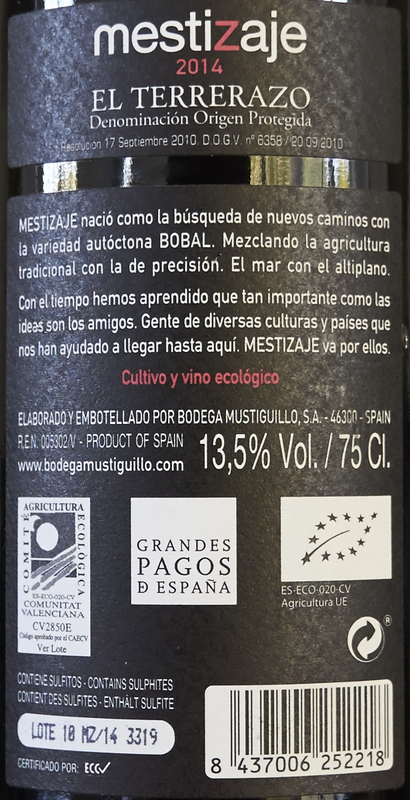 mestizaje
2014
EL TERRERAZO
Denominación Origen Protegida
Resolución 17 Septiembre 2010. D.O.G.V. nº 6358 / 20.09.2010
MESTIZAJE nació como la búsqueda de nuevos caminos con
la variedad autóctona BOBAL. Mezclando la agricultura
tradicional con la de precisión. El mar con el altiplano.
Con el tiempo hemos aprendido que tan importante como las
ideas son los amigos. Gente de diversas culturas y países que
nos han ayudado a llegar hasta aquí. MESTIZAJE va por ellos.
Cultivo y vino ecológico
ELABORADO Y EMBOTELLADO POR BODEGA MUSTIGUILLO, S.A. - 46300 - SPAIN
R.E.N. 005302/V - PRODUCT OF SPAIN
www.bodegamustiguillo.com
13,5% Vol. / 75 Cl.
COMITÉ
AGRICULTURA
ECOLÓGICA
ES-ECO-020-CV
COMUNITAT
VALENCIANA
CV2850E
Código aprobado por el CAECV
Ver Lote
GRANDES
PAGOS
D ESPAÑA
ES-ECO-020-CV
Agricultura UE
®
CONTIENE SULFITOS - CONTAINS SULPHITES
CONTIENT DES SULFITES - ENTHÄLT SULFITE
LOTE 10 MZ/14 3319
CERTIFICADO POR: ECO
8 437006 252218